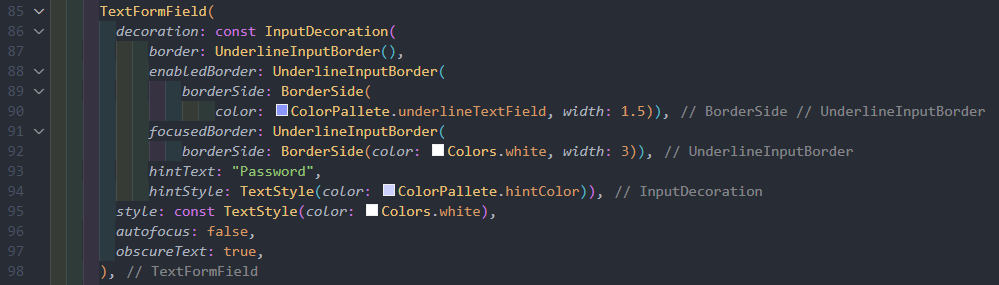 85 TextFormField(
86 decoration: const InputDecoration(
87 border: UnderlineInputBorder(),
88 enabledBorder: UnderlineInputBorder(
89 borderSide: BorderSide(
90 color: ColorPallete.underlineTextField, width: 1.5)), // BorderSide // UnderlineInputBorder
91 focusedBorder: UnderlineInputBorder(
92 borderSide: BorderSide(color: Colors.white, width: 3)), // UnderlineInputBorder
93 hintText: "Password",
94 hintStyle: TextStyle(color: ColorPallete.hintColor)), // InputDecoration
95 style: const TextStyle(color: Colors.white),
96 autofocus: false,
97 obscureText: true,
98 ), // TextFormField